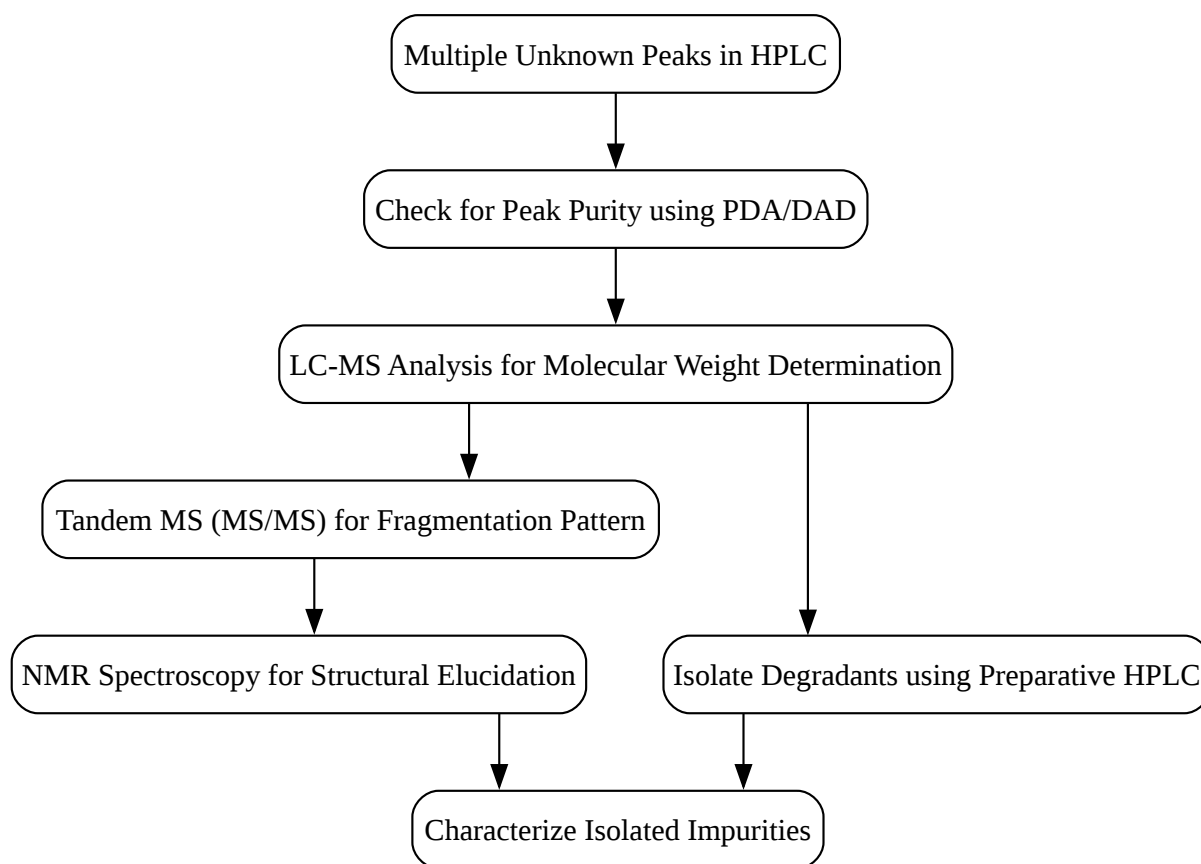 Multiple Unknown Peaks in HPLC
Check for Peak Purity using PDA/DAD
LC-MS Analysis for Molecular Weight Determination
Tandem MS (MS/MS) for Fragmentation Pattern
NMR Spectroscopy for Structural Elucidation
Isolate Degradants using Preparative HPLC
Characterize Isolated Impurities